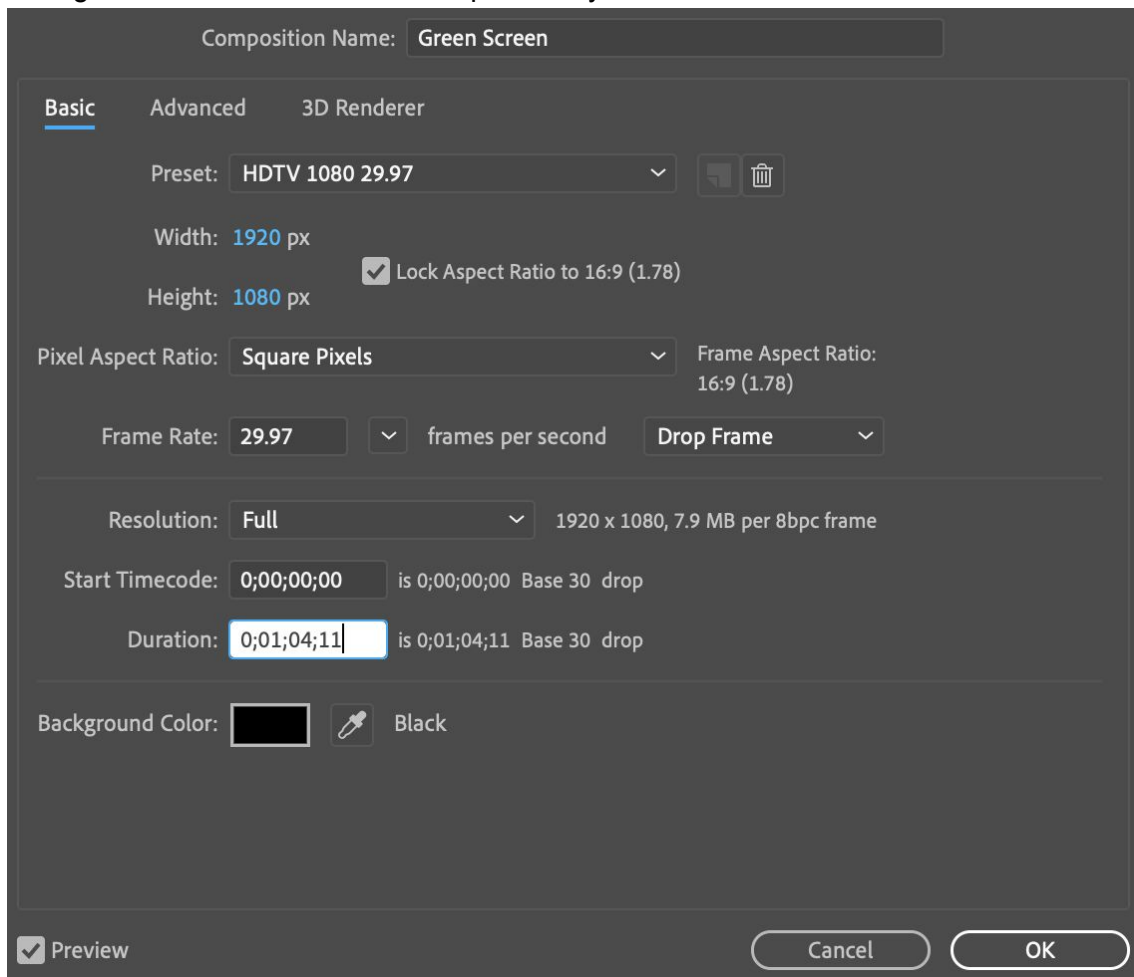 Composition Name: Green Screen
Basic Advanced 3D Renderer
Preset: HDTV 1080 29.97
Width: 1920 px
Lock Aspect Ratio to 16:9 (1.78)
Height: 1080 px
Pixel Aspect Ratio: Square Pixels Frame Aspect Ratio:
16:9 (1.78)
Frame Rate: 29.97 frames per second Drop Frame
Resolution: Full 1920 x 1080, 7.9 MB per 8bpc frame
Start Timecode: 0;00;00;00 is 0;00;00;00 Base 30 drop
Duration: 0;01;04;11 is 0;01;04;11 Base 30 drop
Background Color: Black
Preview Cancel OK